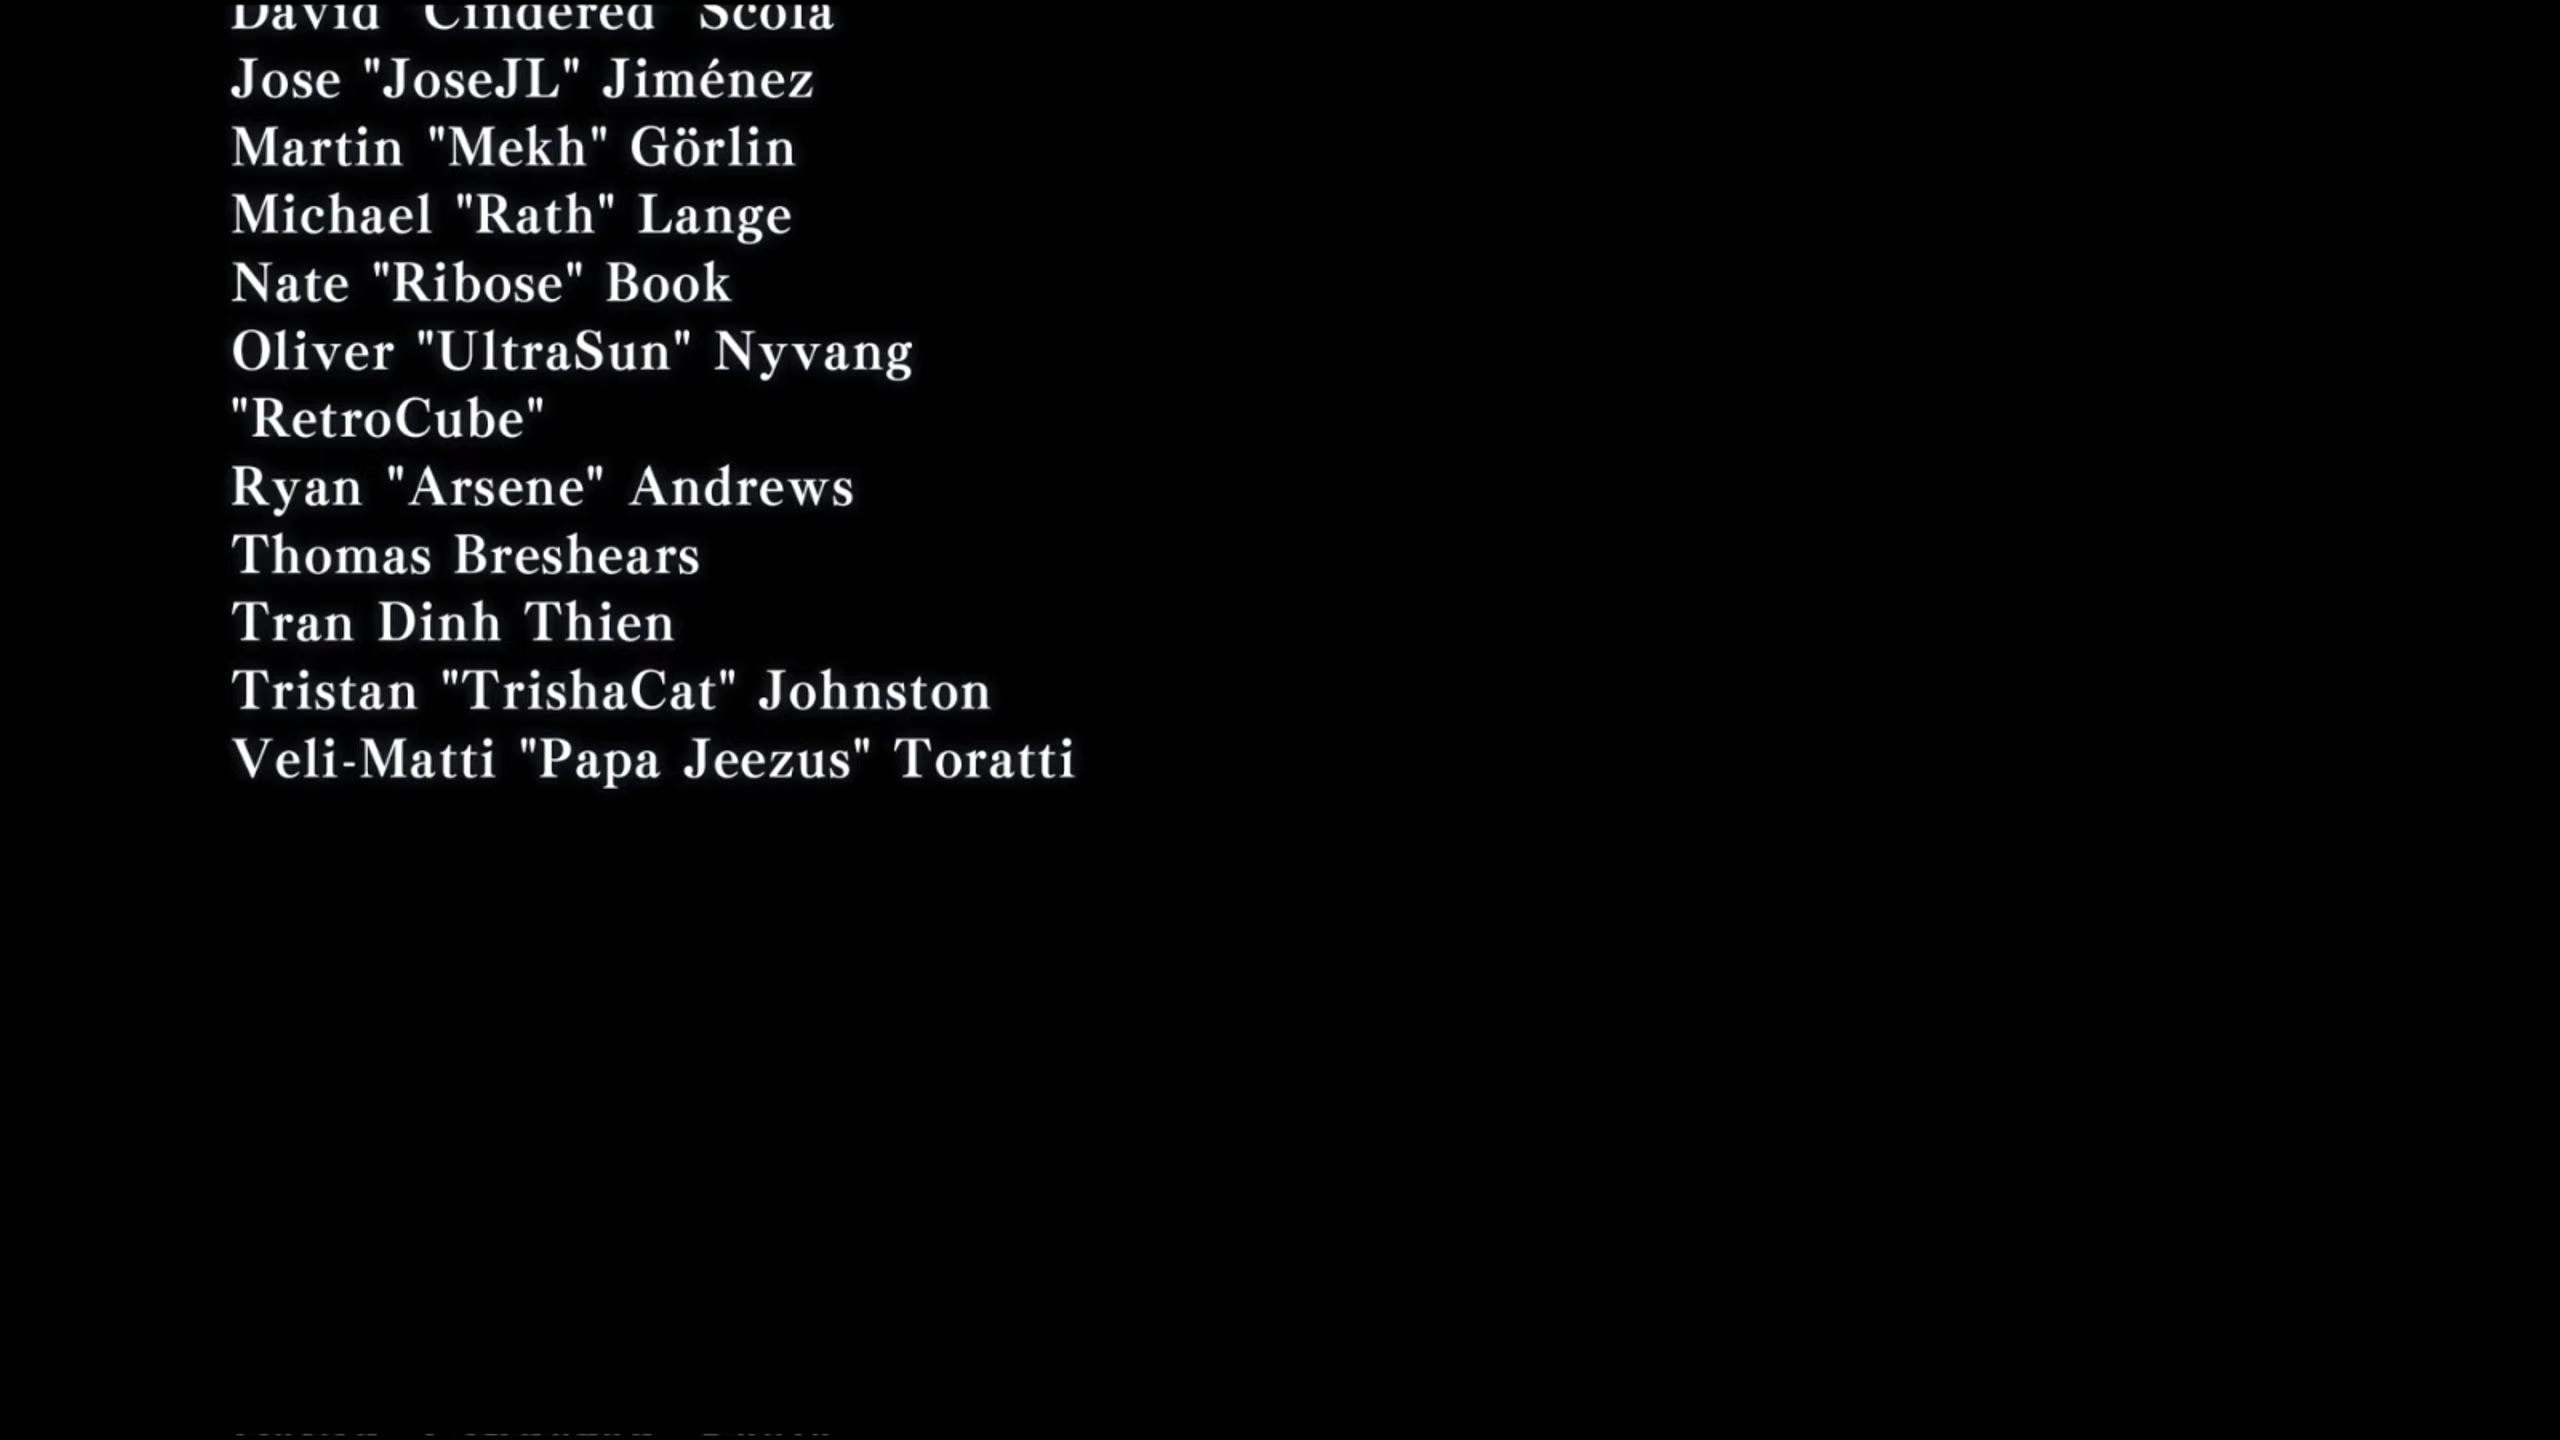 David "Cindered" Scola
Jose "JoseJL" Jiménez
Martin "Mekh" Görlin
Michael "Rath" Lange
Nate "Ribose" Book
Oliver "UltraSun" Nyvang
"RetroCube"
Ryan "Arsene" Andrews
Thomas Breshears
Tran Dinh Thien
Tristan "TrishaCat" Johnston
Veli-Matti "Papa Jeezus" Toratti